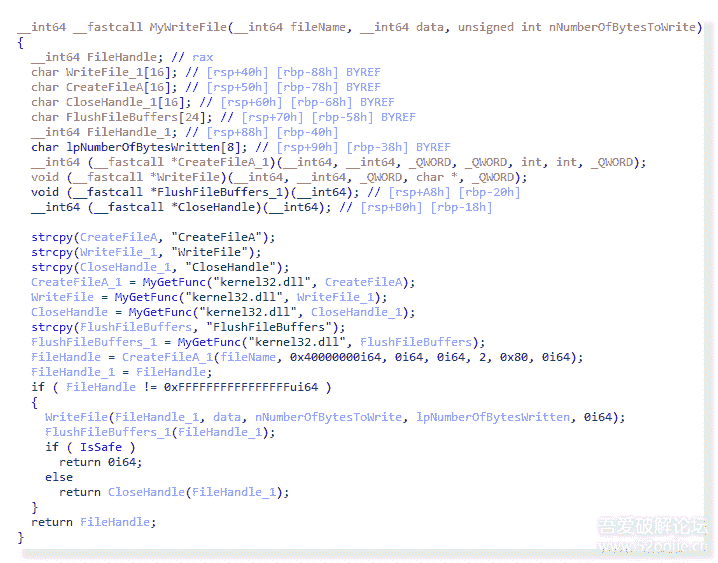 __int64 __fastcall MyWriteFile(__int64 fileName, __int64 data, unsigned int nNumberOfBytesToWrite)
{
  __int64 FileHandle; // rax
  char WriteFile_1[16]; // [rsp+40h] [rbp-88h] BYREF
  char CreateFileA[16]; // [rsp+50h] [rbp-78h] BYREF
  char CloseHandle_1[16]; // [rsp+60h] [rbp-68h] BYREF
  char FlushFileBuffers[24]; // [rsp+70h] [rbp-58h] BYREF
  __int64 FileHandle_1; // [rsp+88h] [rbp-40h]
  char lpNumberOfBytesWritten[8]; // [rsp+90h] [rbp-38h] BYREF
  __int64 (__fastcall *CreateFileA_1)(__int64, __int64, _QWORD, _QWORD, int, int, _QWORD);
  void (__fastcall *WriteFile)(__int64, __int64, _QWORD, char *, _QWORD);
  void (__fastcall *FlushFileBuffers_1)(__int64); // [rsp+A8h] [rbp-20h]
  __int64 (__fastcall *CloseHandle)(__int64); // [rsp+B0h] [rbp-18h]

  strcpy(CreateFileA, "CreateFileA");
  strcpy(WriteFile_1, "WriteFile");
  strcpy(CloseHandle_1, "CloseHandle");
  CreateFileA_1 = MyGetFunc("kernel32.dll", CreateFileA);
  WriteFile = MyGetFunc("kernel32.dll", WriteFile_1);
  CloseHandle = MyGetFunc("kernel32.dll", CloseHandle_1);
  strcpy(FlushFileBuffers, "FlushFileBuffers");
  FlushFileBuffers_1 = MyGetFunc("kernel32.dll", FlushFileBuffers);
  FileHandle = CreateFileA_1(fileName, 0x40000000i64, 0i64, 0i64, 2, 0x80, 0i64);
  FileHandle_1 = FileHandle;
  if ( FileHandle != 0xFFFFFFFFFFFFFFFFui64 )
  {
    WriteFile(FileHandle_1, data, nNumberOfBytesToWrite, lpNumberOfBytesWritten, 0i64);
    FlushFileBuffers_1(FileHandle_1);
    if ( IsSafe )
      return 0i64;
    else
      return CloseHandle(FileHandle_1);
  }
  return FileHandle;
}
吾爱破解论坛
www.52pojie.cn